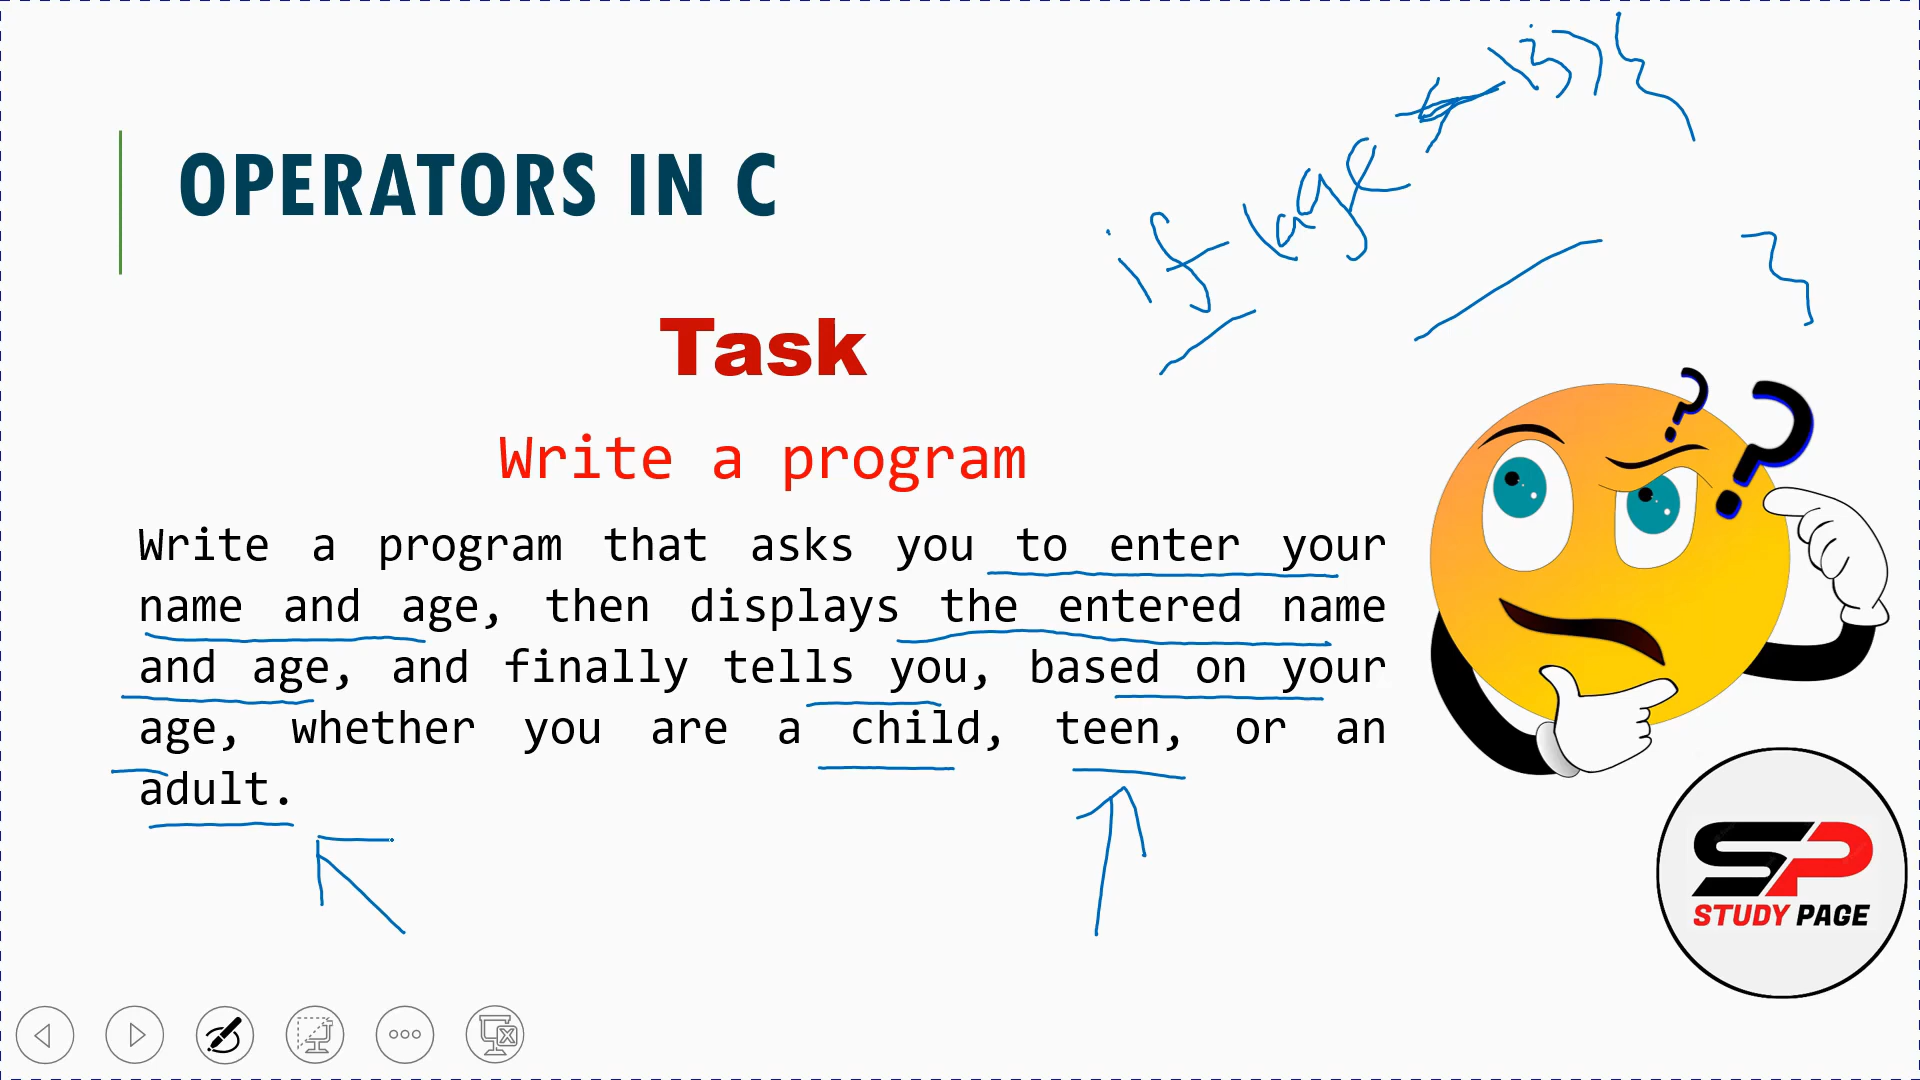 OPERATORS IN C
Task
Write a program
Write a program that asks you to enter your
name and age, then displays the entered name
and age, and finally tells you, based on your
age, whether you are a child, teen, or an
adult.
if (age
13) {
}
SP
STUDY PAGE